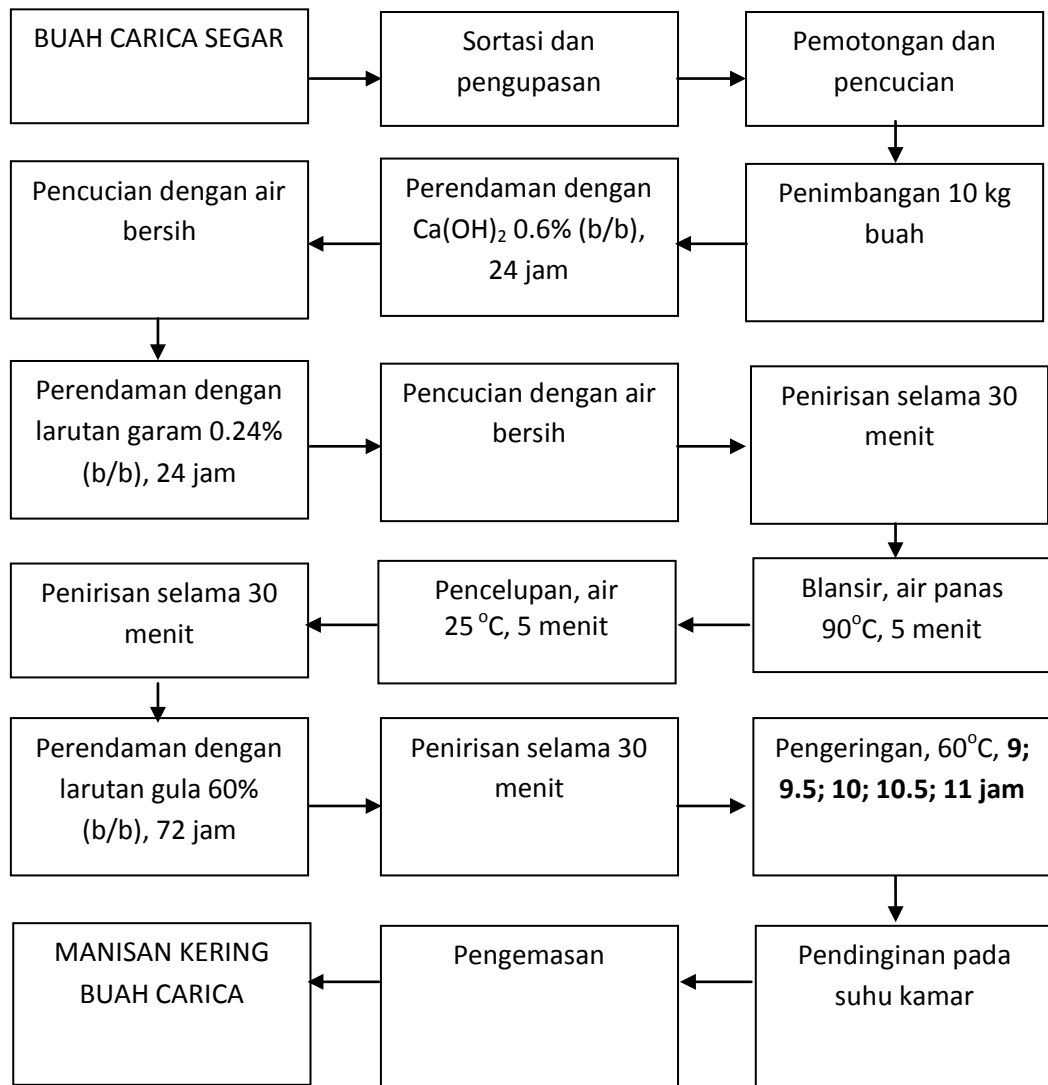 BUAH CARICA SEGAR
Sortasi dan
pengupasan
Pemotongan dan
pencucian
Penimbangan 10 kg
buah
Perendaman dengan
Ca(OH)₂ 0.6% (b/b),
24 jam
Pencucian dengan air
bersih
Perendaman dengan
larutan garam 0.24%
(b/b), 24 jam
Pencucian dengan air
bersih
Penirisan selama 30
menit
Blansir, air panas
90°C, 5 menit
Pencelupan, air
25 °C, 5 menit
Penirisan selama 30
menit
Perendaman dengan
larutan gula 60%
(b/b), 72 jam
Penirisan selama 30
menit
Pengeringan, 60°C, 9;
9.5; 10; 10.5; 11 jam
Pendinginan pada
suhu kamar
Pengemasan
MANISAN KERING
BUAH CARICA